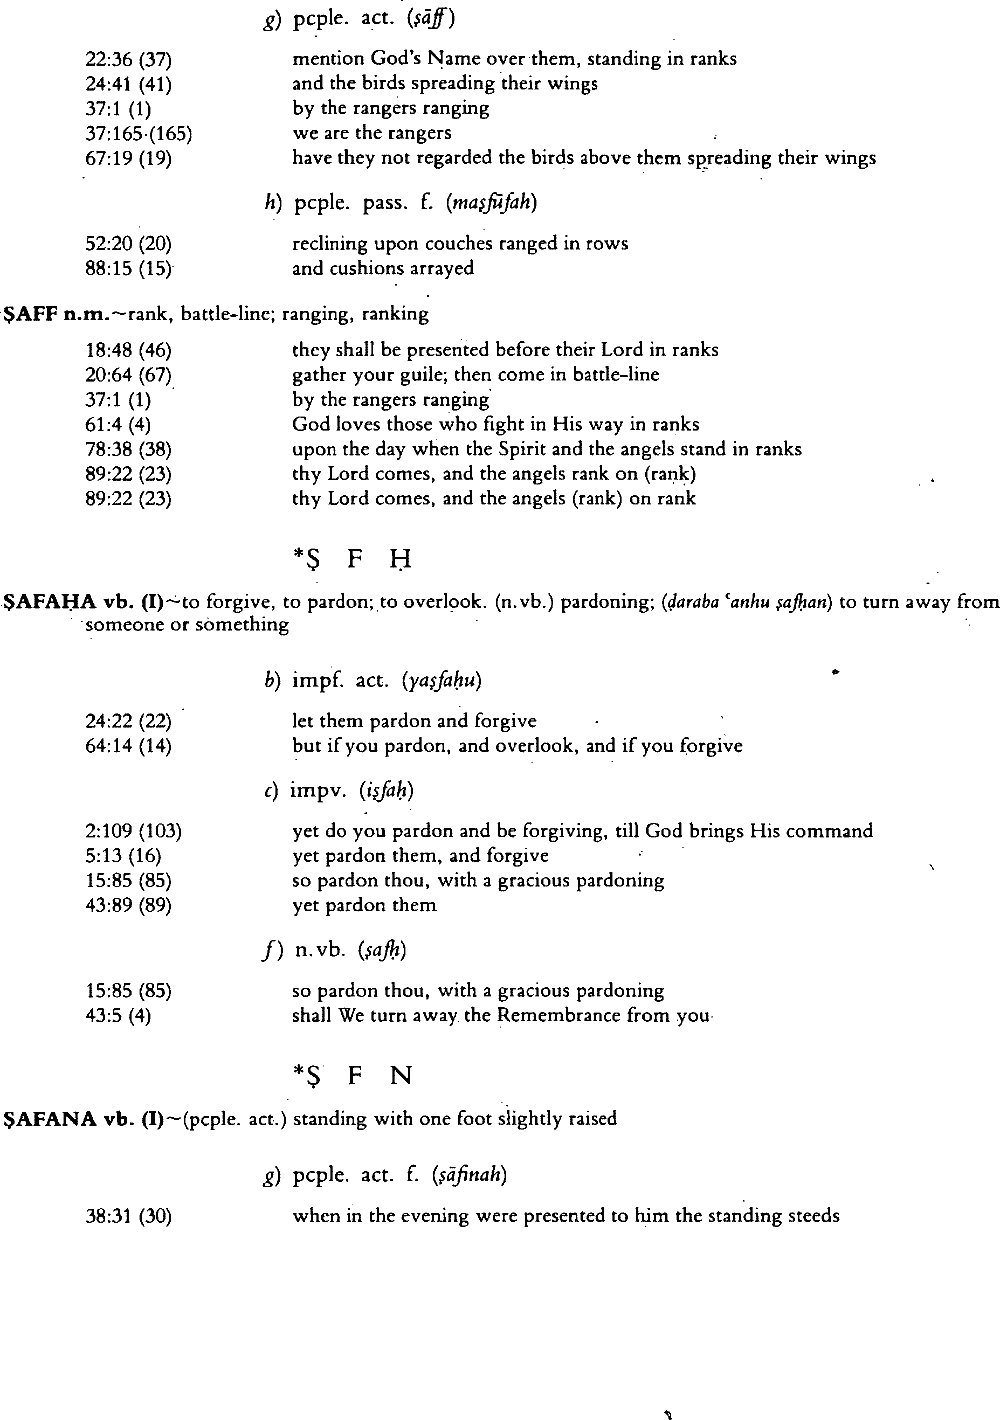 g) pcple. act. (ṣāff)
22:36 (37) mention God's Name over them, standing in ranks
24:41 (41) and the birds spreading their wings
37:1 (1) by the rangers ranging
37:165 (165) we are the rangers
67:19 (19) have they not regarded the birds above them spreading their wings
h) pcple. pass. f. (maṣfūfah)
52:20 (20) reclining upon couches ranged in rows
88:15 (15) and cushions arrayed
ṢAFF n.m.~rank, battle-line; ranging, ranking
18:48 (46) they shall be presented before their Lord in ranks
20:64 (67) gather your guile; then come in battle-line
37:1 (1) by the rangers ranging
61:4 (4) God loves those who fight in His way in ranks
78:38 (38) upon the day when the Spirit and the angels stand in ranks
89:22 (23) thy Lord comes, and the angels rank on (rank)
89:22 (23) thy Lord comes, and the angels (rank) on rank
*Ṣ F Ḥ
ṢAFAḤA vb. (I)~to forgive, to pardon; to overlook. (n.vb.) pardoning; (ḍaraba ʿanhu ṣafḥan) to turn away from
someone or something
b) impf. act. (yaṣfaḥu)
24:22 (22) let them pardon and forgive
64:14 (14) but if you pardon, and overlook, and if you forgive
c) impv. (iṣfaḥ)
2:109 (103) yet do you pardon and be forgiving, till God brings His command
5:13 (16) yet pardon them, and forgive
15:85 (85) so pardon thou, with a gracious pardoning
43:89 (89) yet pardon them
f) n.vb. (ṣafḥ)
15:85 (85) so pardon thou, with a gracious pardoning
43:5 (4) shall We turn away the Remembrance from you
*Ṣ F N
ṢAFANA vb. (I)~(pcple. act.) standing with one foot slightly raised
g) pcple. act. f. (ṣāfinah)
38:31 (30) when in the evening were presented to him the standing steeds